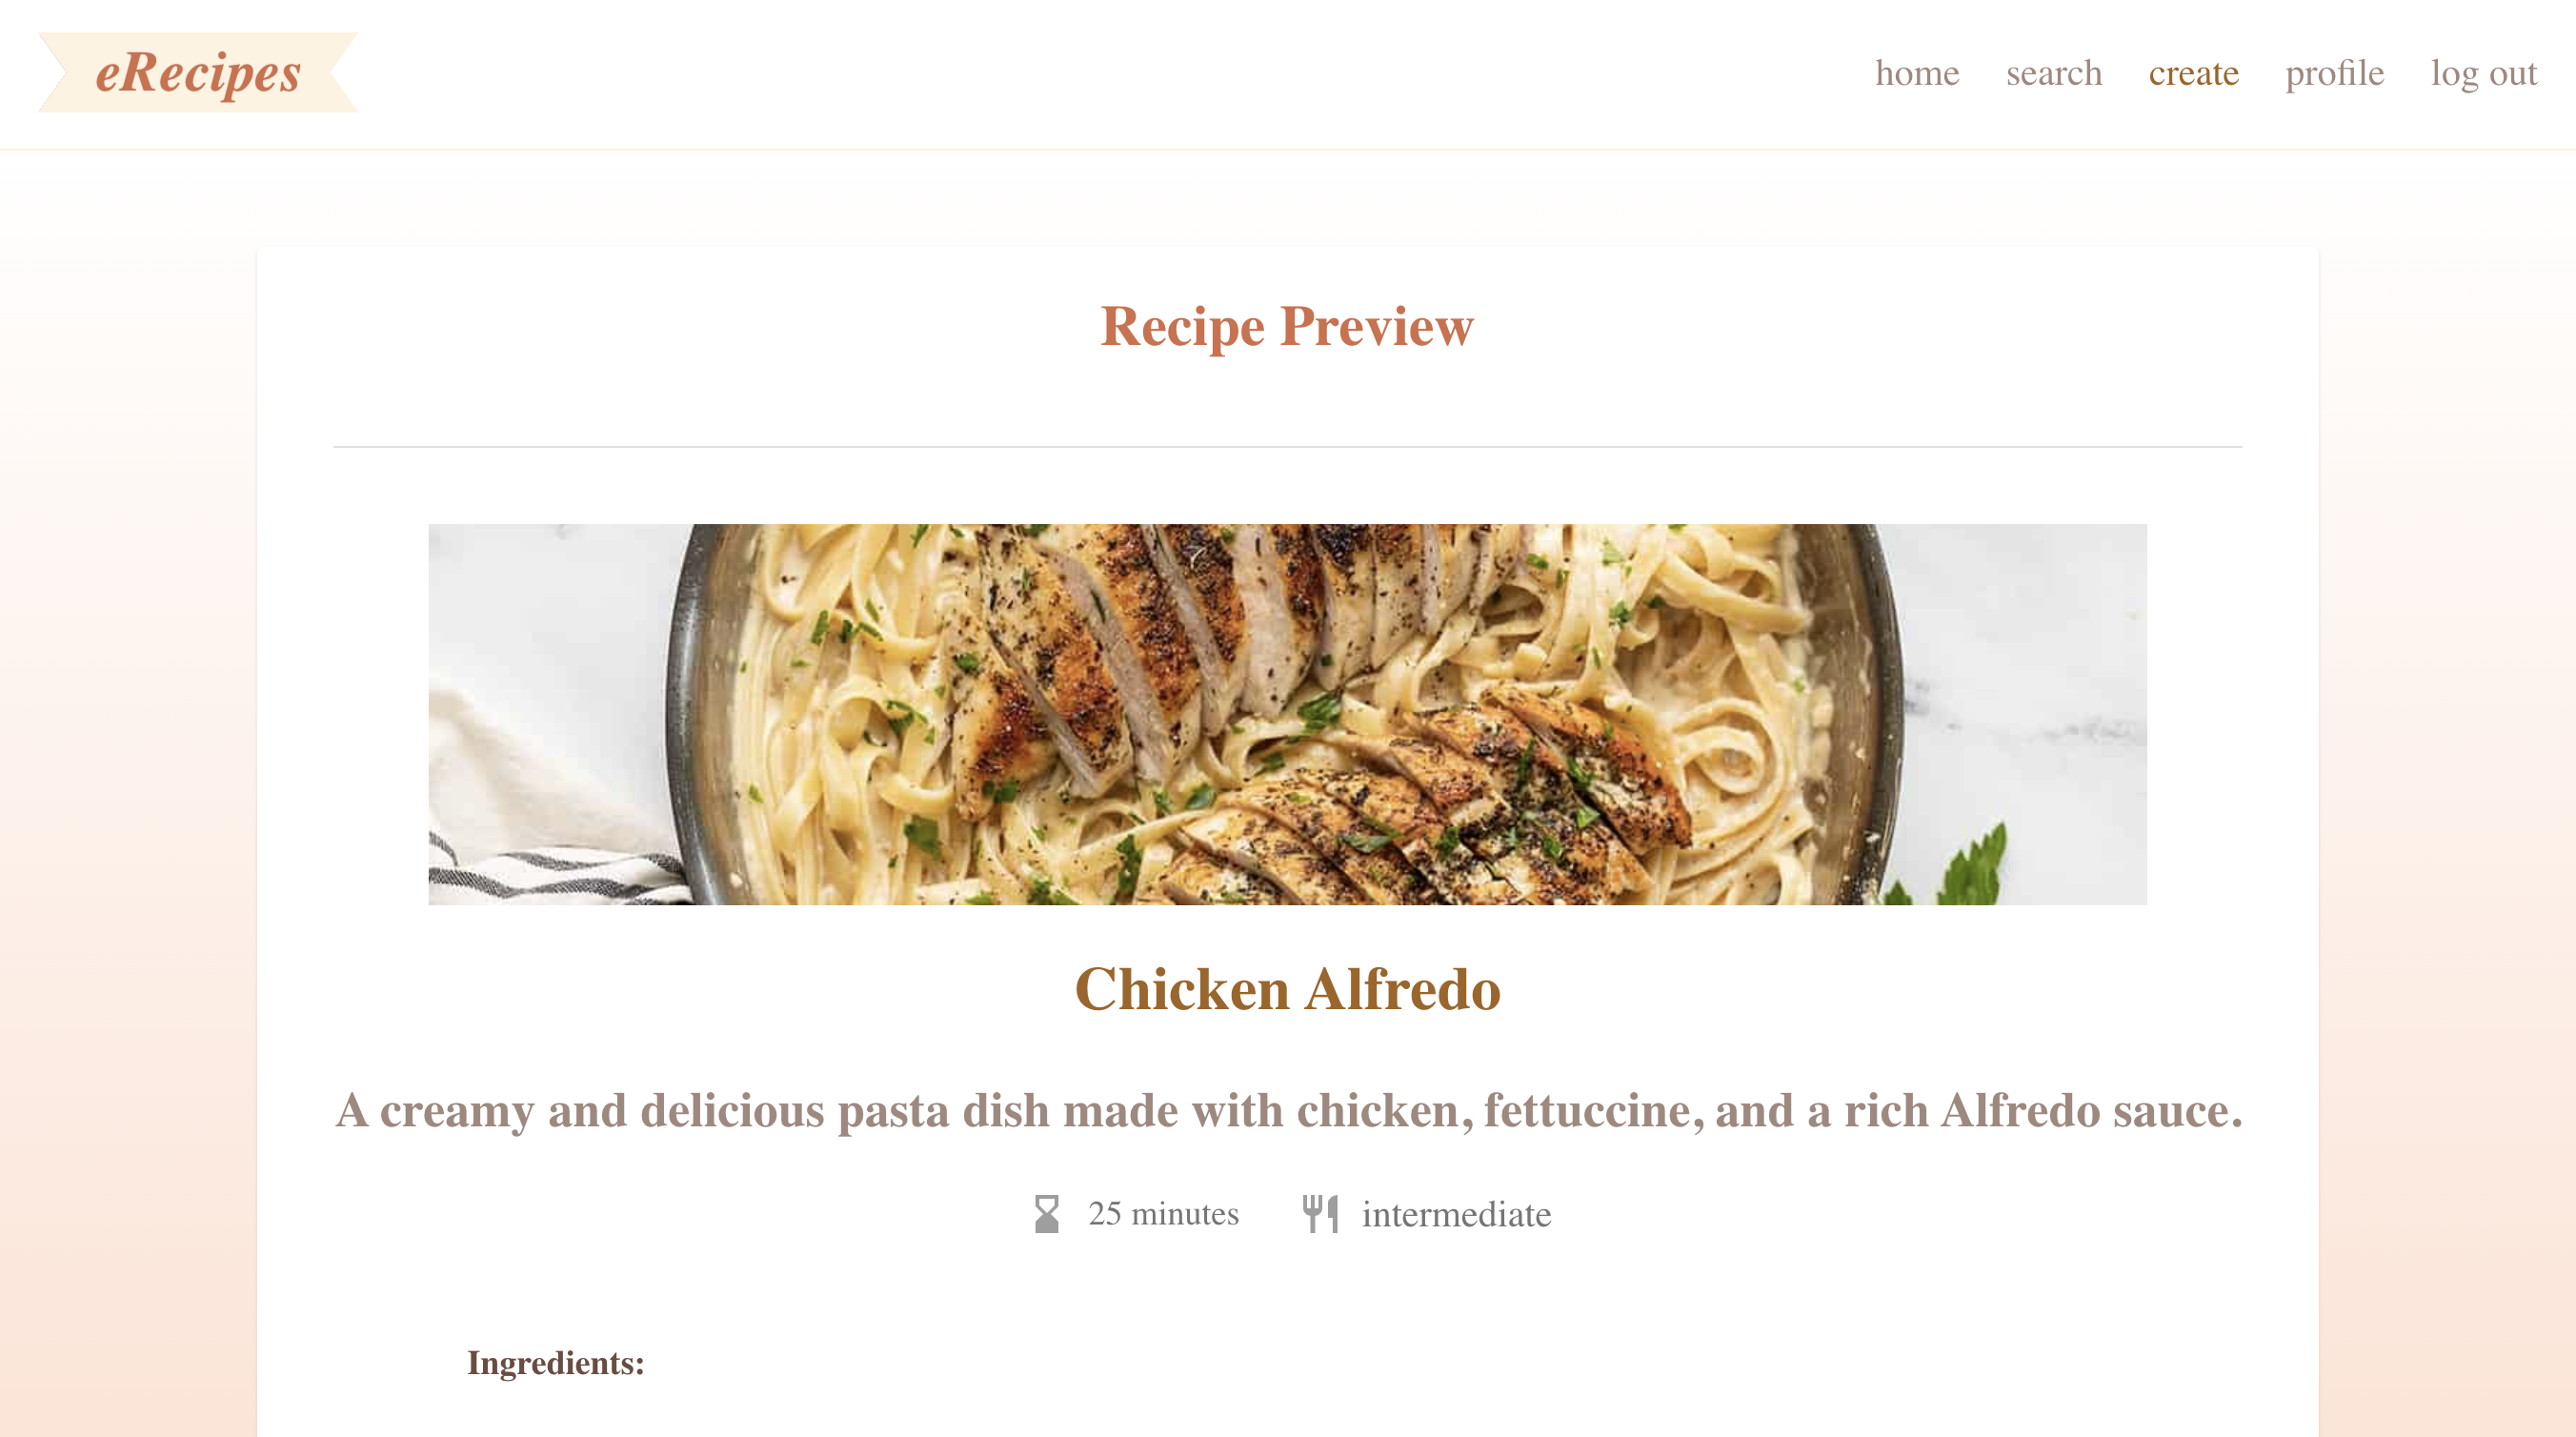 eRecipes
home search create profile log out
Recipe Preview
Chicken Alfredo
A creamy and delicious pasta dish made with chicken, fettuccine, and a rich Alfredo sauce.
25 minutes intermediate
Ingredients: